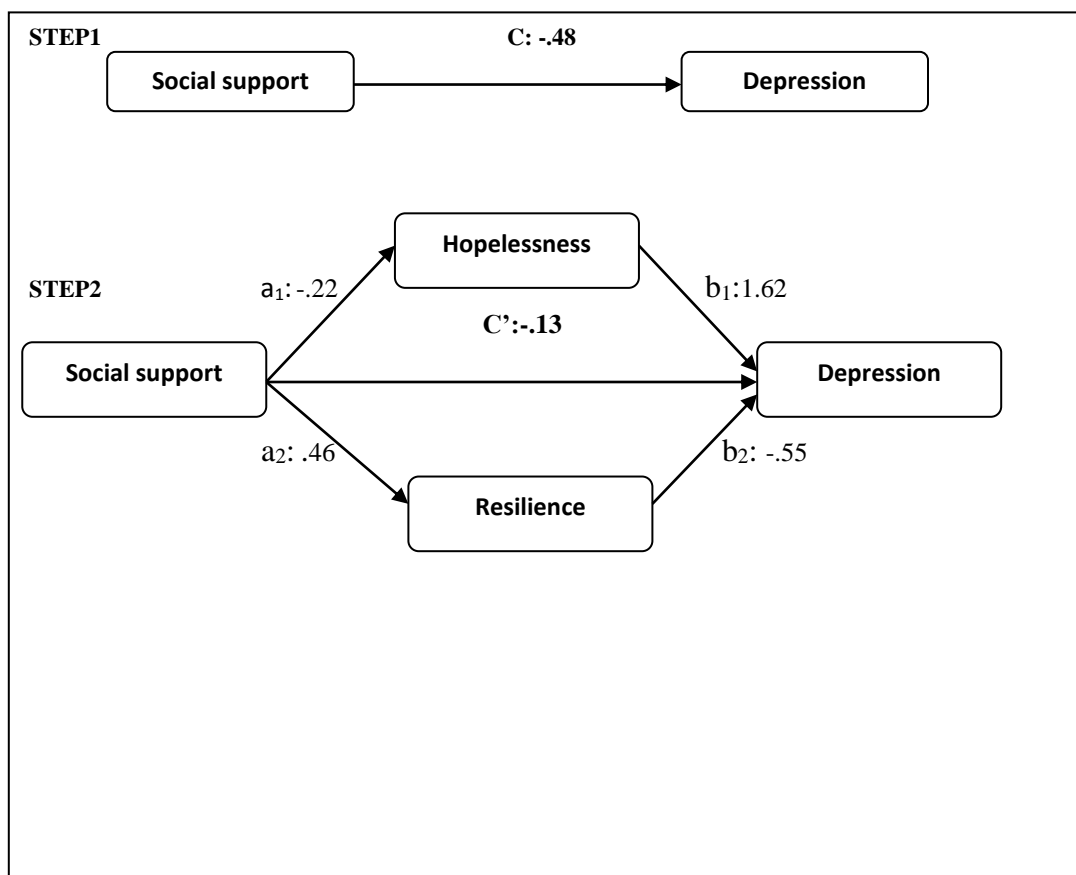 STEP1
C: -.48
Social support
Depression
Hopelessness
STEP2
a₁: -.22
b₁:1.62
C’:-.13
Social support
Depression
a₂: .46
b₂: -.55
Resilience